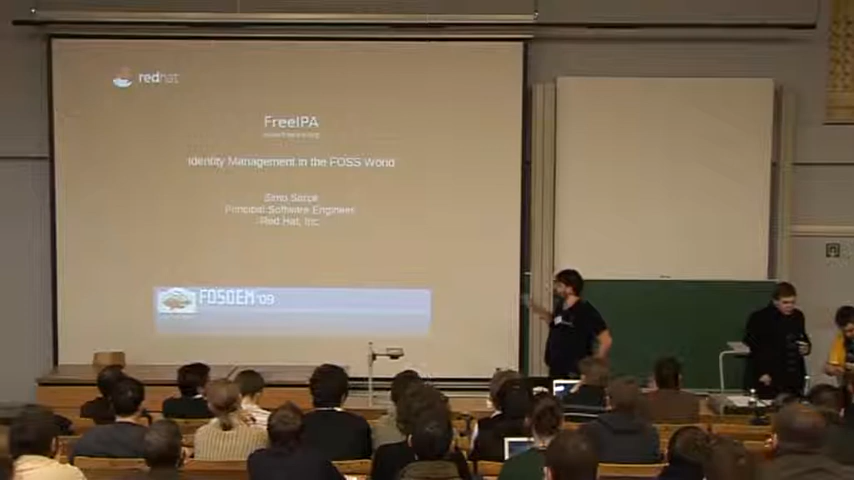 redhat
FreeIPA
Identity Management in the FOSS World
Simo Sorce
Principal Software Engineer
Red Hat, Inc.
FOSDEM'09